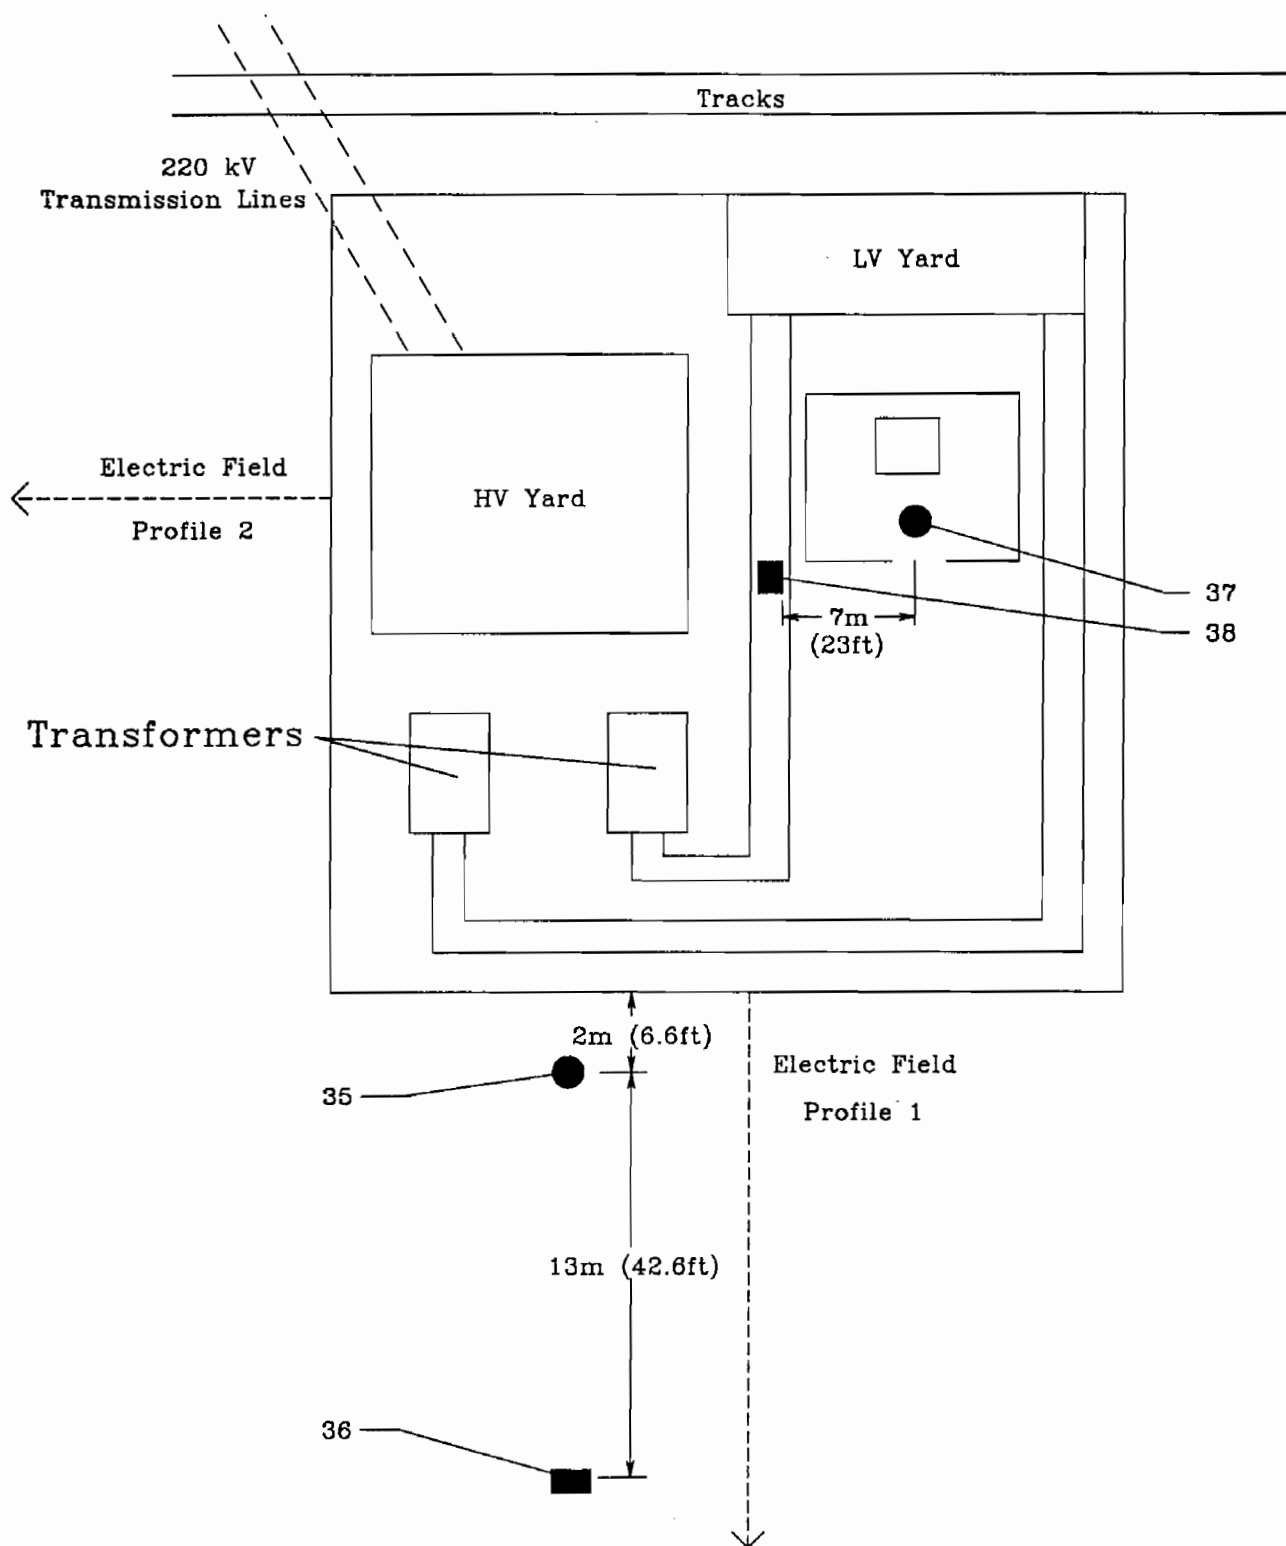 Tracks
220 kV
Transmission Lines
LV Yard
Electric Field
Profile 2
HV Yard
37
7m
(23ft)
38
Transformers
2m (6.6ft)
35
Electric Field
Profile 1
13m (42.6ft)
36